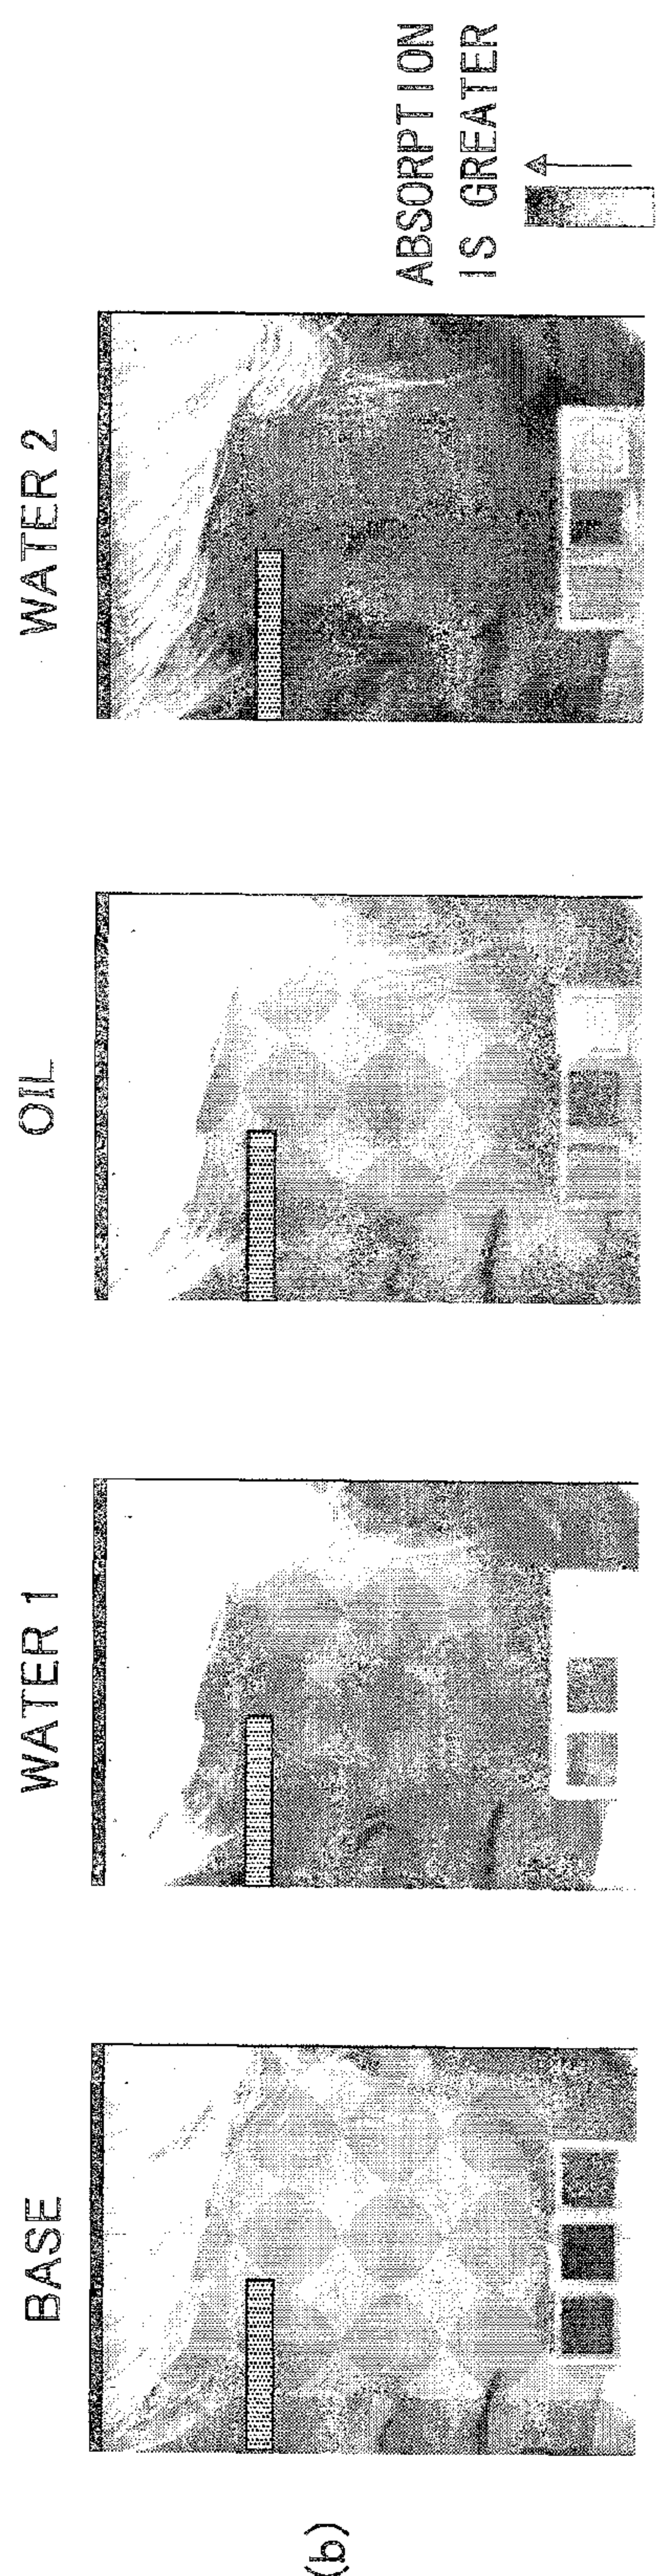 (b)
BASE
WATER 1
OIL
WATER 2
ABSORPTION
IS GREATER